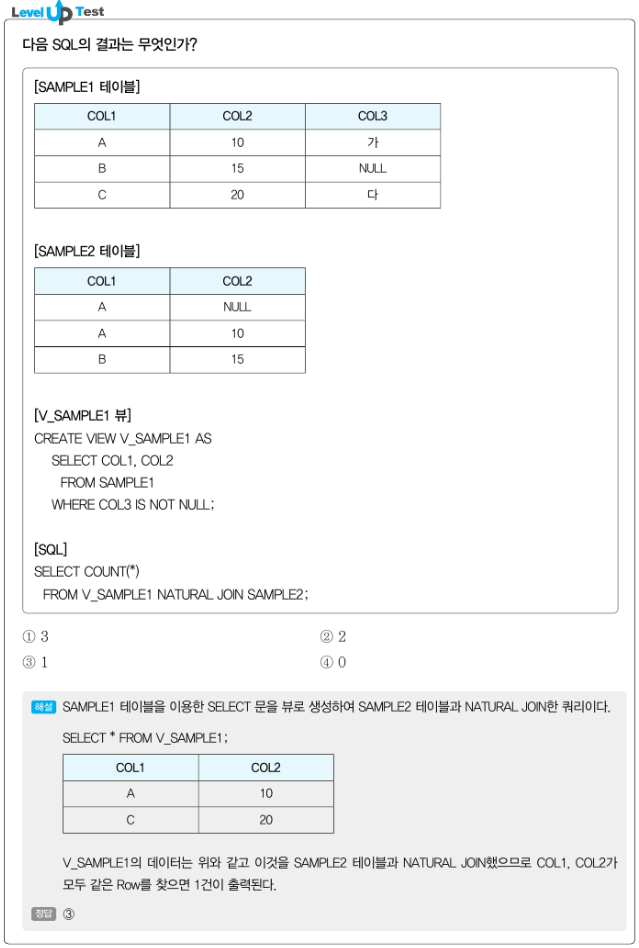 Level Up Test
다음 SQL의 결과는 무엇인가?
[SAMPLE1 테이블]
COL1 COL2 COL3
A 10 가
B 15 NULL
C 20 다
[SAMPLE2 테이블]
COL1 COL2
A NULL
A 10
B 15
[V_SAMPLE1 뷰]
CREATE VIEW V_SAMPLE1 AS
SELECT COL1, COL2
FROM SAMPLE1
WHERE COL3 IS NOT NULL;
[SQL]
SELECT COUNT(*)
FROM V_SAMPLE1 NATURAL JOIN SAMPLE2;
① 3 ② 2
③ 1 ④ 0
해설 SAMPLE1 테이블을 이용한 SELECT 문을 뷰로 생성하여 SAMPLE2 테이블과 NATURAL JOIN한 쿼리이다.
SELECT * FROM V_SAMPLE1;
COL1 COL2
A 10
C 20
V_SAMPLE1의 데이터는 위와 같고 이것을 SAMPLE2 테이블과 NATURAL JOIN했으므로 COL1, COL2가
모두 같은 Row를 찾으면 1건이 출력된다.
정답 ③